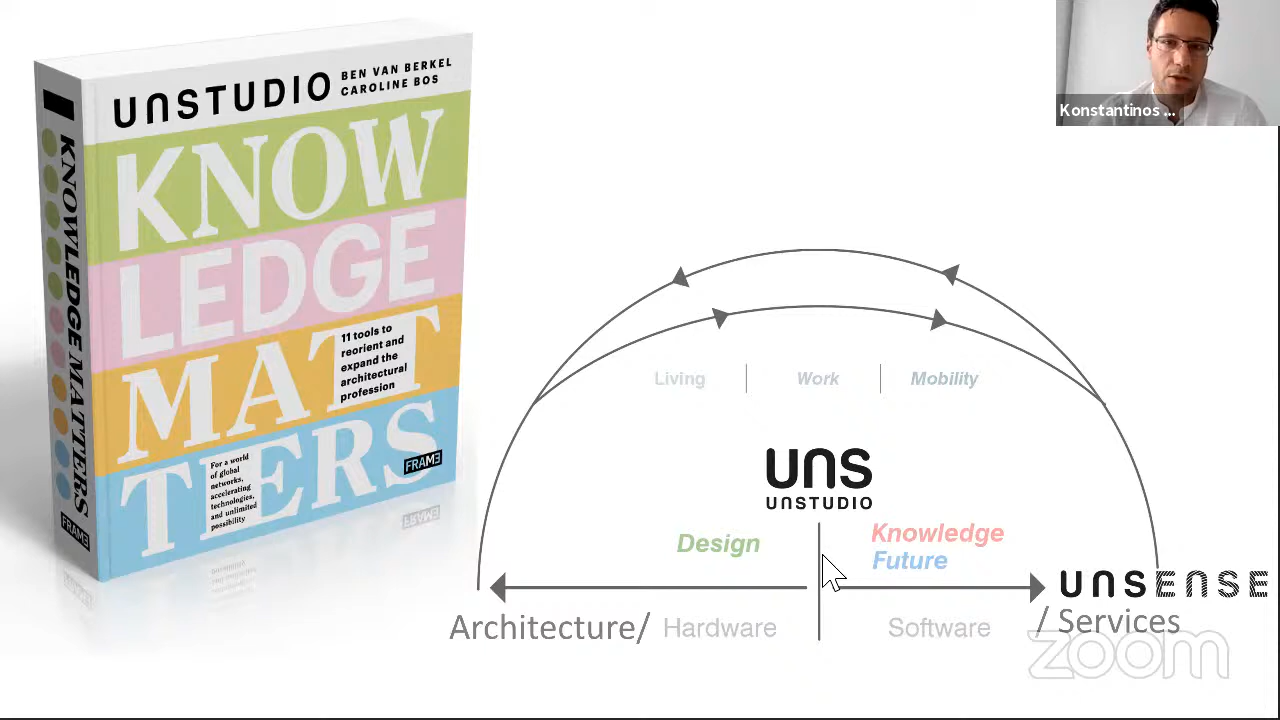 UNSTUDIO
BEN VAN BERKEL
CAROLINE BOS
KNOW
LEDGE
MATT
TERS
11 tools to
reorient and
expand the
architectural
profession
For a world
of global
networks,
accelerating
technologies,
and unlimited
possibility
FRAME
KNOWLEDGE MATTERS
FRAME
Konstantinos ...
Living
Work
Mobility
UNS
UNSTUDIO
Design
Knowledge
Future
UNSENSE
Architecture/ Hardware
Software / Services
zoom